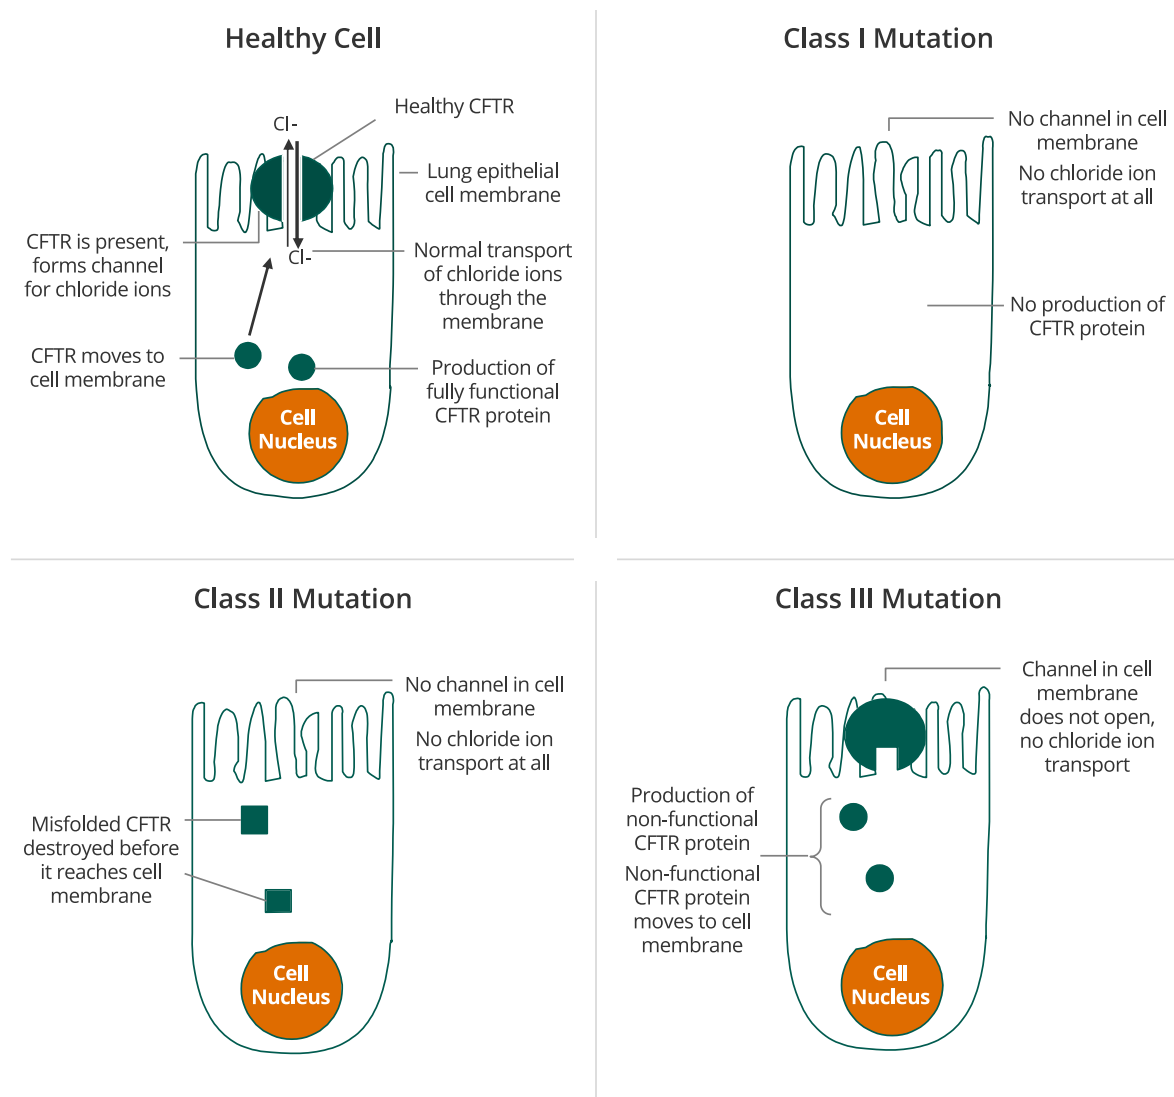 Healthy Cell
Cl-
Healthy CFTR
Lung epithelial
cell membrane
CFTR is present,
forms channel
for chloride ions
Cl-
Normal transport
of chloride ions
through the
membrane
CFTR moves to
cell membrane
Production of
fully functional
CFTR protein
Cell
Nucleus
Class I Mutation
No channel in cell
membrane
No chloride ion
transport at all
No production of
CFTR protein
Cell
Nucleus
Class II Mutation
No channel in cell
membrane
No chloride ion
transport at all
Misfolded CFTR
destroyed before
it reaches cell
membrane
Cell
Nucleus
Class III Mutation
Channel in cell
membrane
does not open,
no chloride ion
transport
Production of
non-functional
CFTR protein
Non-functional
CFTR protein
moves to cell
membrane
Cell
Nucleus